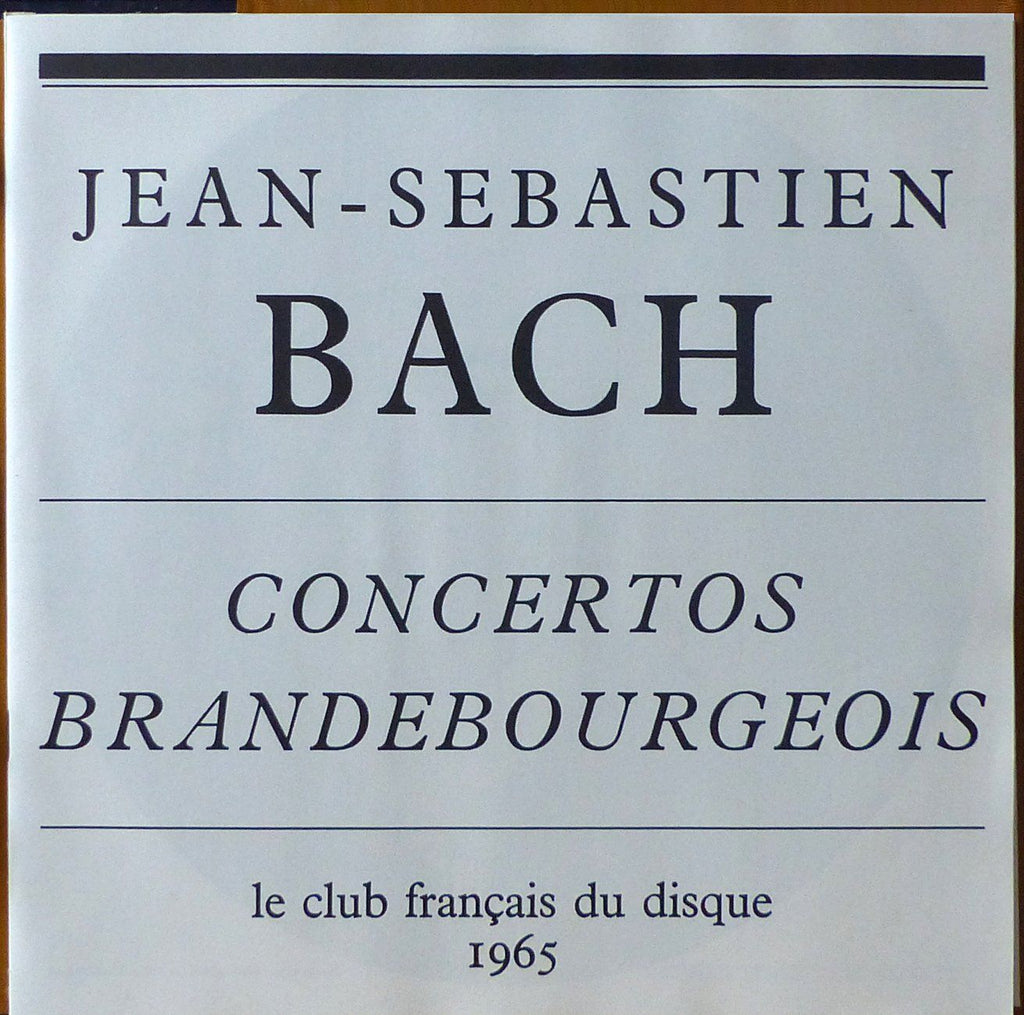 JEAN-SEBASTIEN
BACH
CONCERTOS
BRANDEBOURGEOIS
le club français du disque
1965